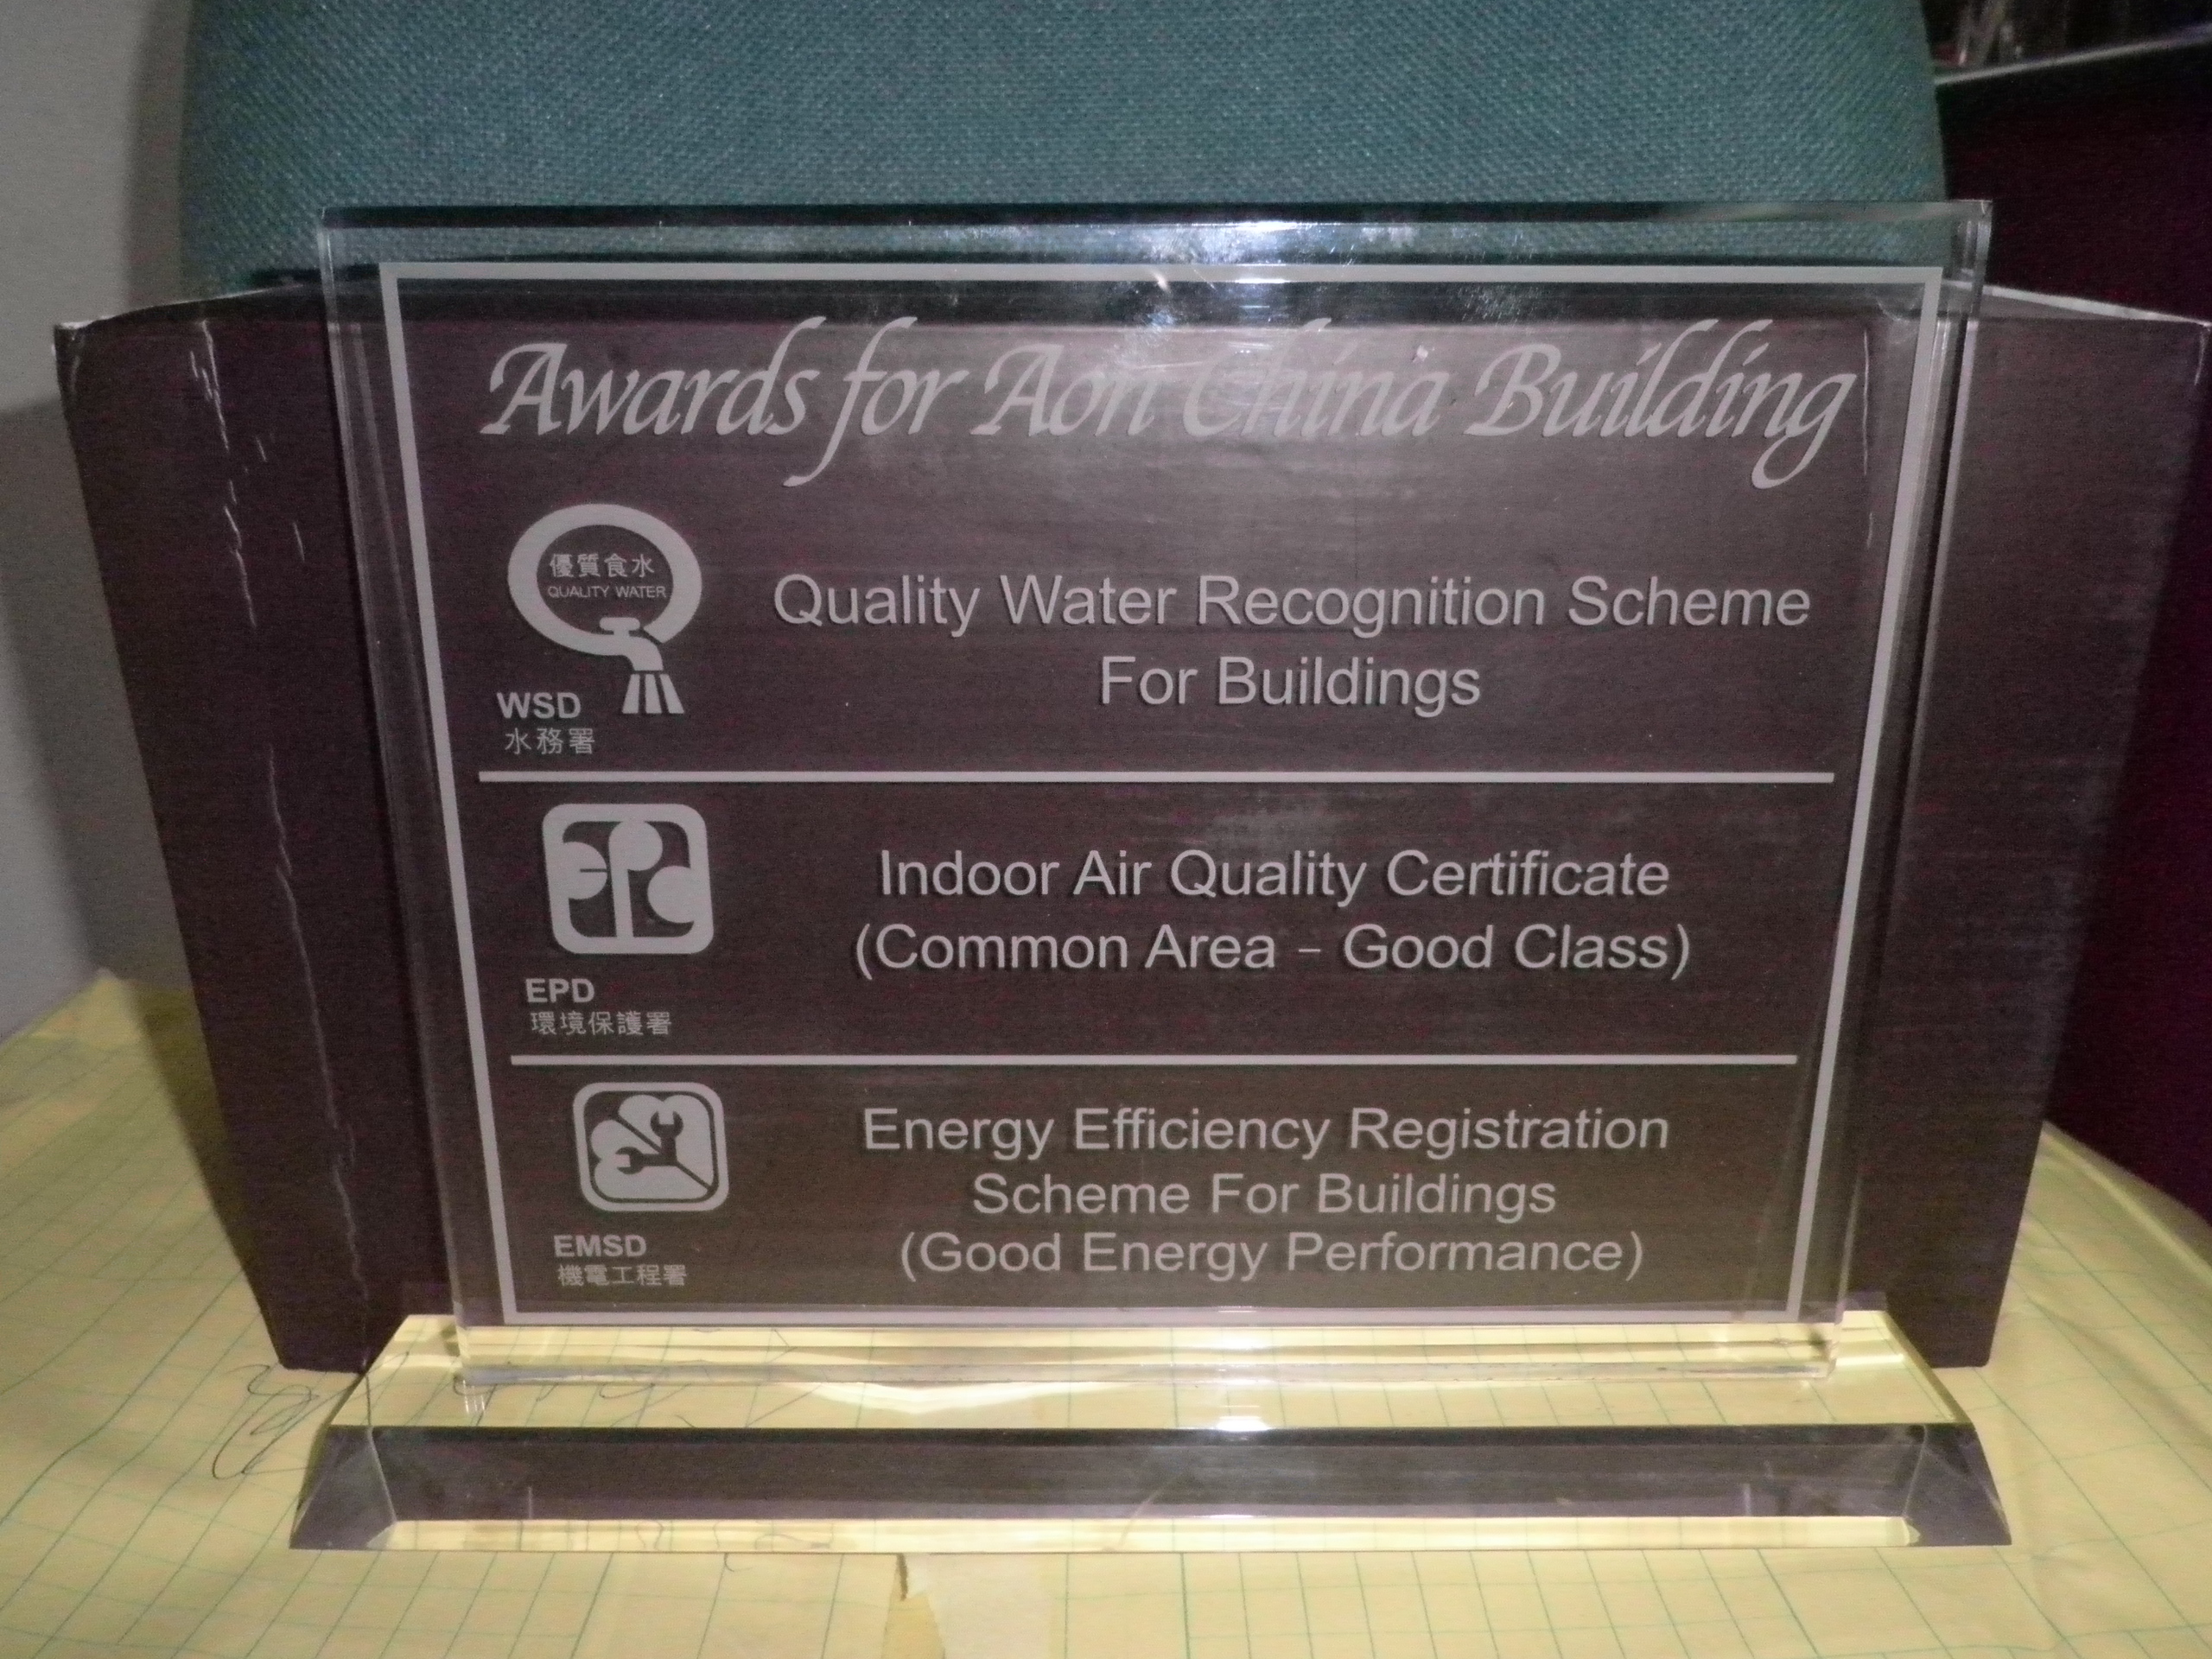 Awards for Aon China Building
優質食水
QUALITY WATER
WSD
水務署
Quality Water Recognition Scheme
For Buildings
EPD
環境保護署
Indoor Air Quality Certificate
(Common Area - Good Class)
EMSD
機電工程署
Energy Efficiency Registration
Scheme For Buildings
(Good Energy Performance)